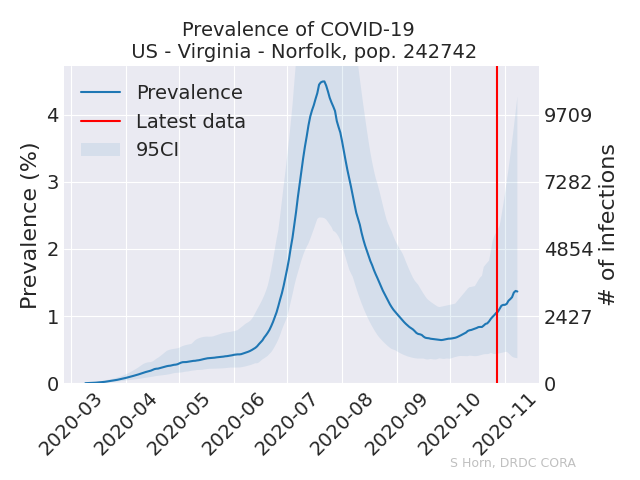 Prevalence of COVID-19
US - Virginia - Norfolk, pop. 242742
Prevalence
Latest data
95CI
Prevalence (%)
4
3
2
1
0
9709
7282
4854
2427
0
# of infections
2020-03
2020-04
2020-05
2020-06
2020-07
2020-08
2020-09
2020-10
2020-11
S Horn, DRDC CORA